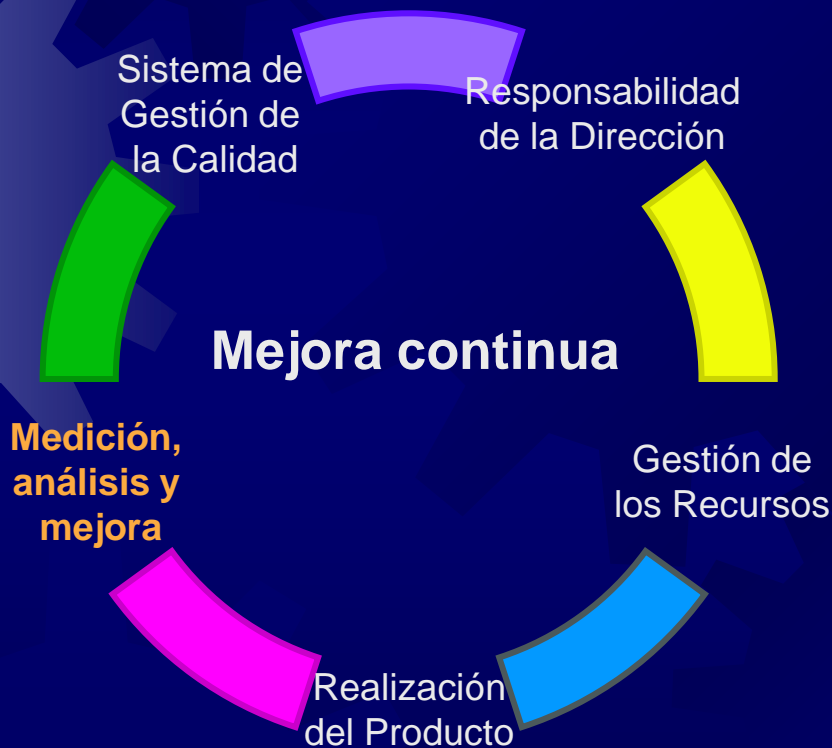 Sistema de
Gestión de
la Calidad
Responsabilidad
de la Dirección
Mejora continua
Medición,
análisis y
mejora
Gestión de
los Recursos
Realización
del Producto